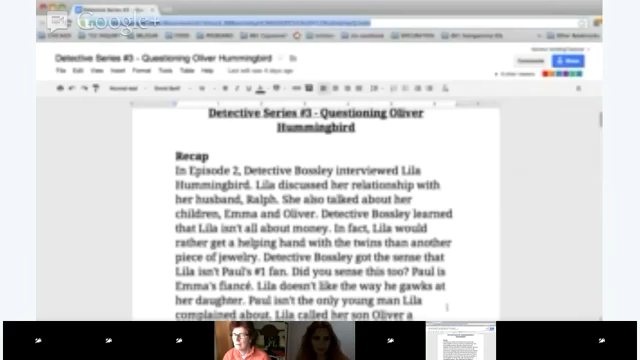 Google+
Detective Series #3 - Questioning Oliver Hummingbird
File Edit View Insert Format Tools Table Help
Comments Share
Detective Series #3 - Questioning Oliver
Hummingbird
Recap
In Episode 2, Detective Bossley interviewed Lila
Hummingbird. Lila discussed her relationship with
her husband, Ralph. She also talked about her
children, Emma and Oliver. Detective Bossley learned
that Lila isn't all about money. In fact, Lila would
rather get a helping hand with the twins than another
piece of jewelry. Detective Bossley got the sense that
Lila isn't Paul's #1 fan. Did you sense this too? Paul is
Emma's fiancé. Lila doesn't like the way he gawks at
her daughter. Paul isn't the only young man Lila
complained about. Lila called her son Oliver a